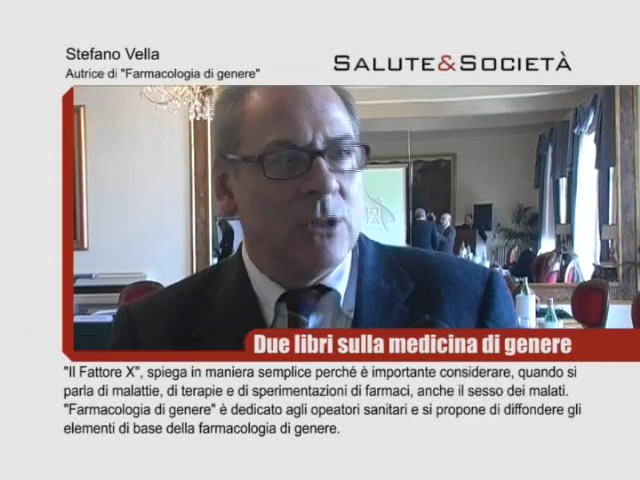 Stefano Vella
Autrice di "Farmacologia di genere"
SALUTE&SOCIETÀ
Due libri sulla medicina di genere
"Il Fattore X", spiega in maniera semplice perché è importante considerare, quando si
parla di malattie, di terapie e di sperimentazioni di farmaci, anche il sesso dei malati.
"Farmacologia di genere" è dedicato agli opeatori sanitari e si propone di diffondere gli
elementi di base della farmacologia di genere.